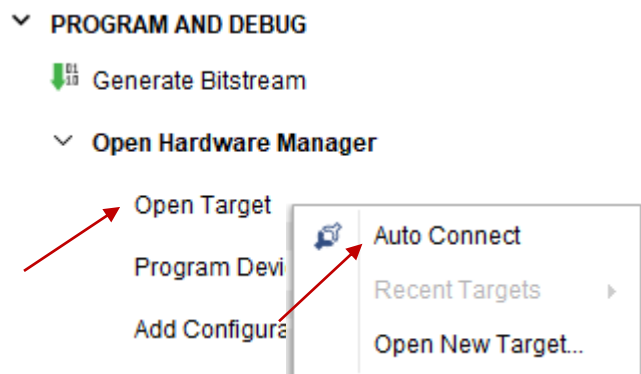 PROGRAM AND DEBUG
Generate Bitstream
Open Hardware Manager
Open Target
Auto Connect
Program Devi
Recent Targets
Add Configura
Open New Target...